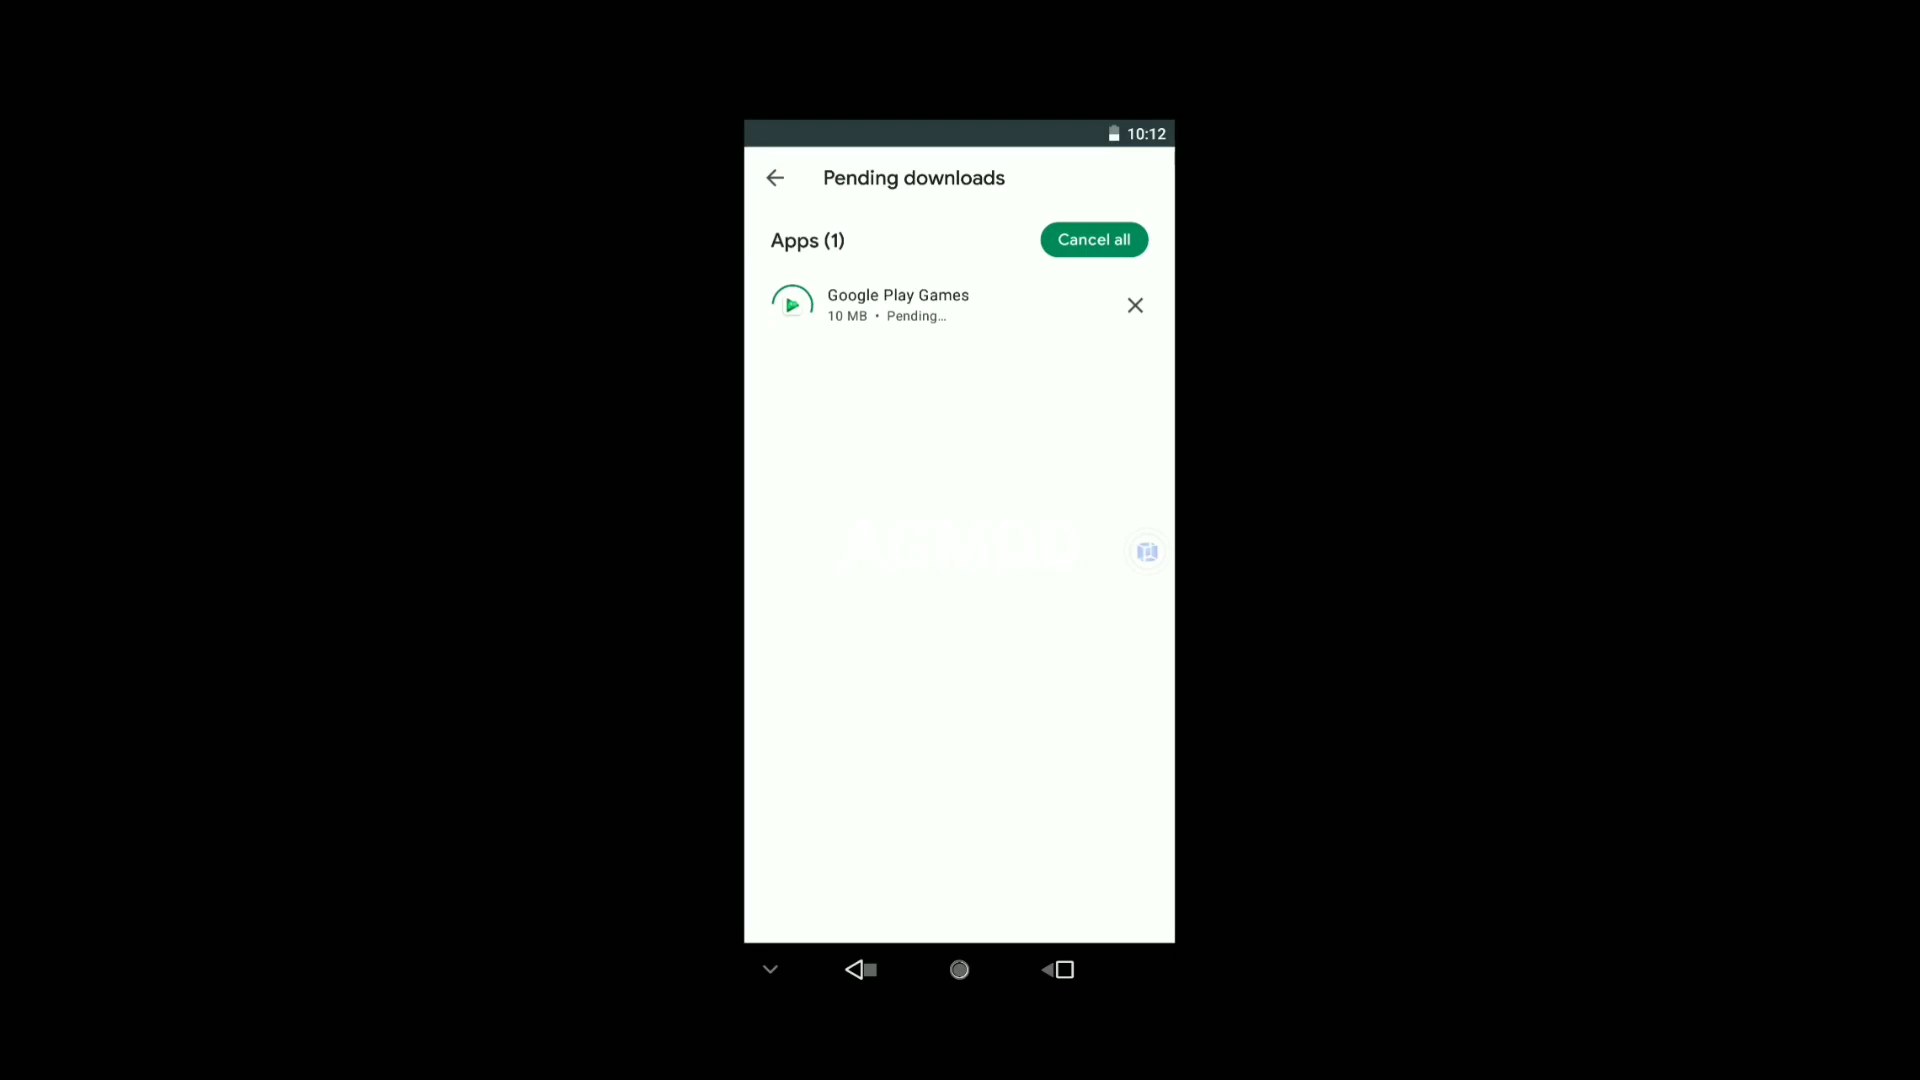 10:12
Pending downloads
Apps (1)
Cancel all
Google Play Games
10 MB • Pending...